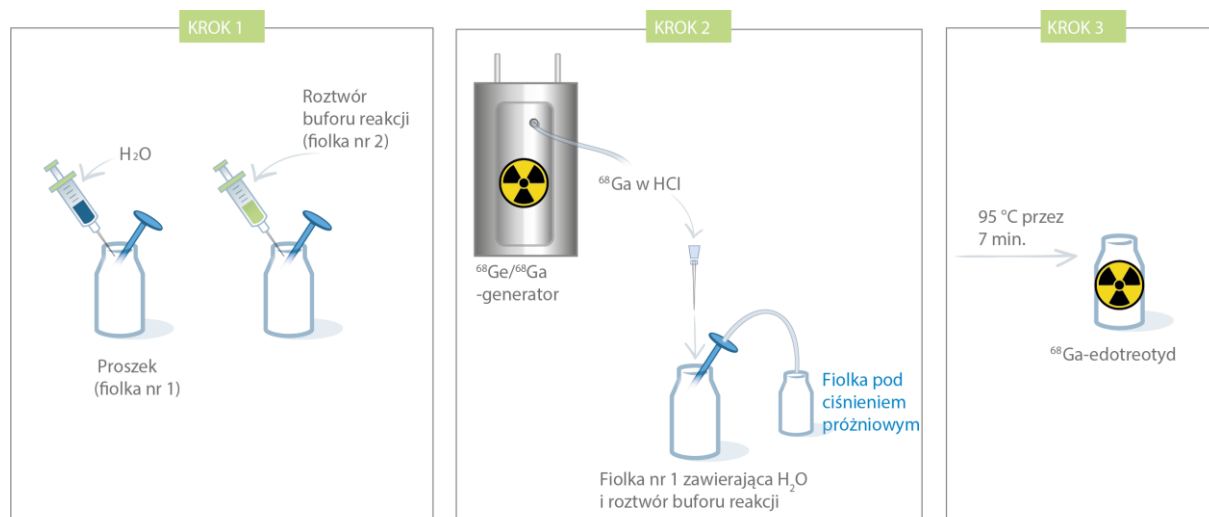 KROK 1
H₂O
Roztwór
buforu reakcji
(fiolka nr 2)
Proszek
(fiolka nr 1)
KROK 2
⁶⁸Ga w HCl
⁶⁸Ge/⁶⁸Ga
-generator
Fiolka pod
ciśnieniem
próżniowym
Fiolka nr 1 zawierająca H₂O
i roztwór buforu reakcji
KROK 3
95 °C przez
7 min.
⁶⁸Ga-edotreotyd